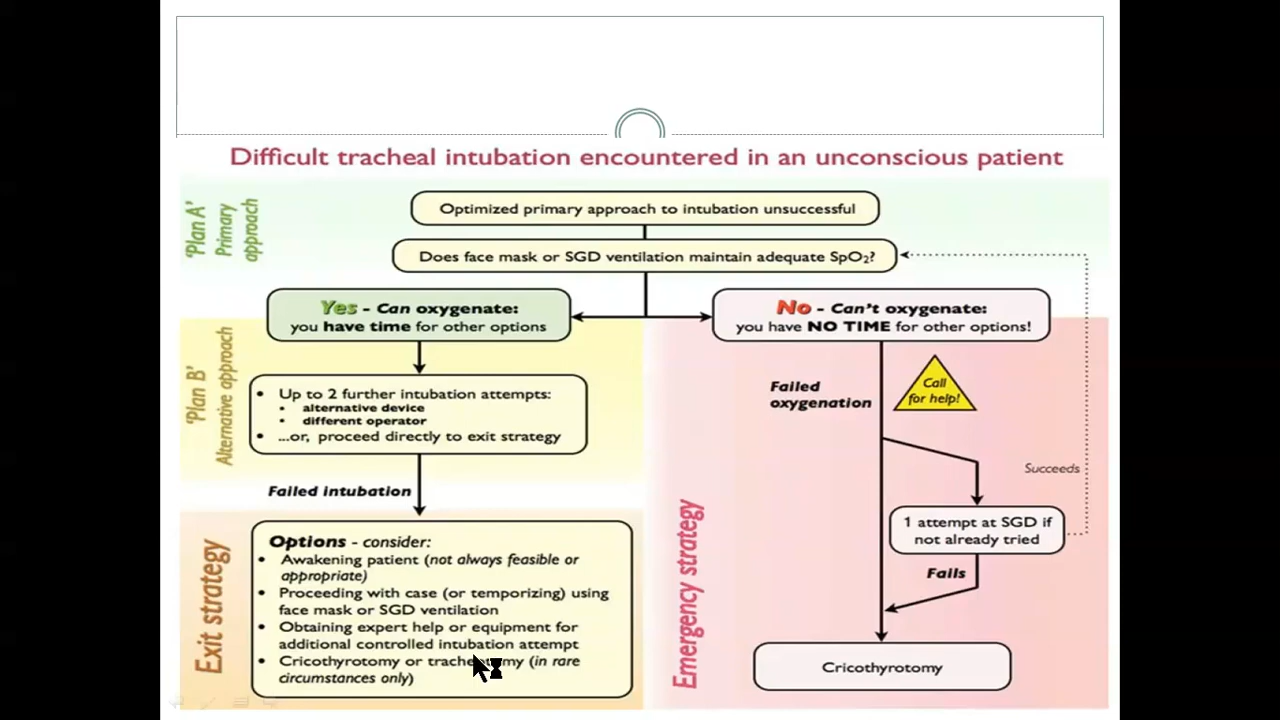 Difficult tracheal intubation encountered in an unconscious patient
'Plan A'
Primary
approach
Optimized primary approach to intubation unsuccessful
Does face mask or SGD ventilation maintain adequate SpO₂?
Yes - Can oxygenate:
you have time for other options
No - Can't oxygenate:
you have NO TIME for other options!
'Plan B'
Alternative approach
• Up to 2 further intubation attempts:
• alternative device
• different operator
• ...or, proceed directly to exit strategy
Failed
oxygenation
Call
for help!
Failed intubation
Succeeds
Exit strategy
Options - consider:
• Awakening patient (not always feasible or
appropriate)
• Proceeding with case (or temporizing) using
face mask or SGD ventilation
• Obtaining expert help or equipment for
additional controlled intubation attempt
• Cricothyrotomy or tracheotomy (in rare
circumstances only)
Emergency strategy
1 attempt at SGD if
not already tried
Fails
Cricothyrotomy